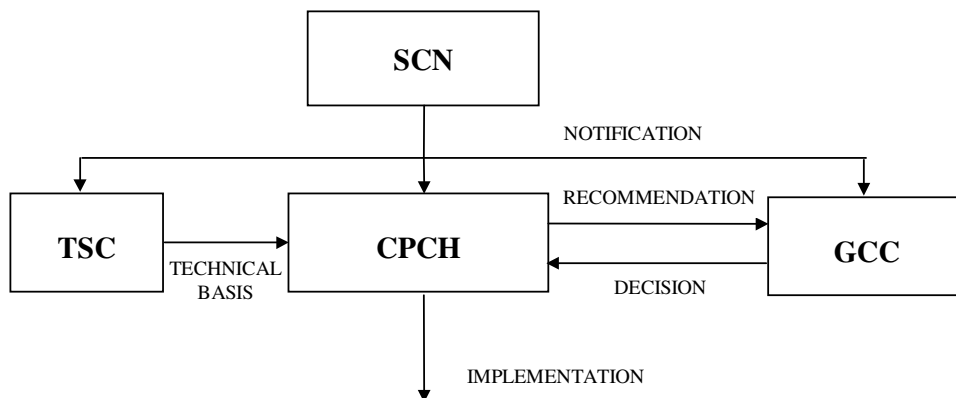 SCN
NOTIFICATION
RECOMMENDATION
TSC
CPCH
GCC
TECHNICAL
BASIS
DECISION
IMPLEMENTATION